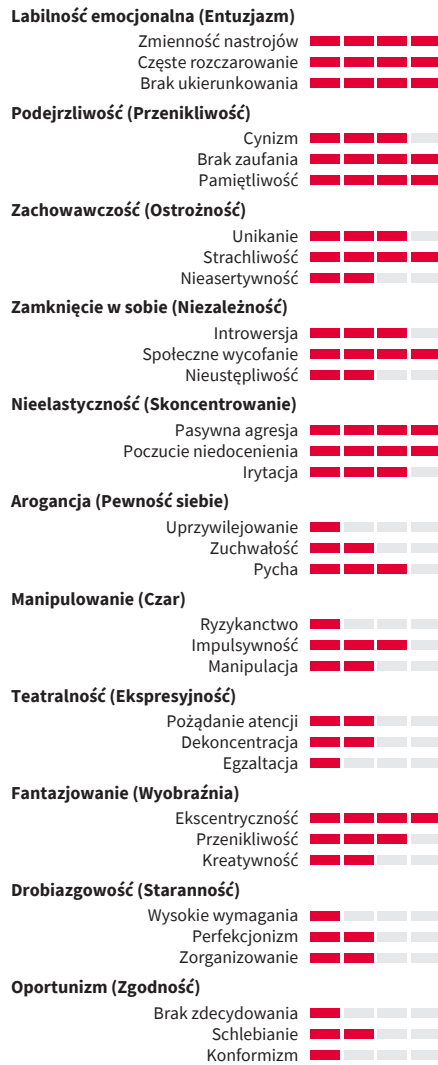 Labilność emocjonalna (Entuzjazm)
Zmienność nastrojów
Częste rozczarowanie
Brak ukierunkowania
Podejrzliwość (Przenikliwość)
Cynizm
Brak zaufania
Pamiętliwość
Zachowawczość (Ostrożność)
Unikanie
Strachliwość
Nieasertywność
Zamknięcie w sobie (Niezależność)
Introwersja
Społeczne wycofanie
Nieustępliwość
Nieelastyczność (Skoncentrowanie)
Pasywna agresja
Poczucie niedocenienia
Irytacja
Arogancja (Pewność siebie)
Uprzywilejowanie
Zuchwałość
Pycha
Manipulowanie (Czar)
Ryzykanctwo
Impulsywność
Manipulacja
Teatralność (Ekspresyjność)
Pożądanie atencji
Dekoncentracja
Egzaltacja
Fantazjowanie (Wyobraźnia)
Ekscentryczność
Przenikliwość
Kreatywność
Drobiazgowość (Staranność)
Wysokie wymagania
Perfekcjonizm
Zorganizowanie
Oportunizm (Zgodność)
Brak zdecydowania
Schlebianie
Konformizm